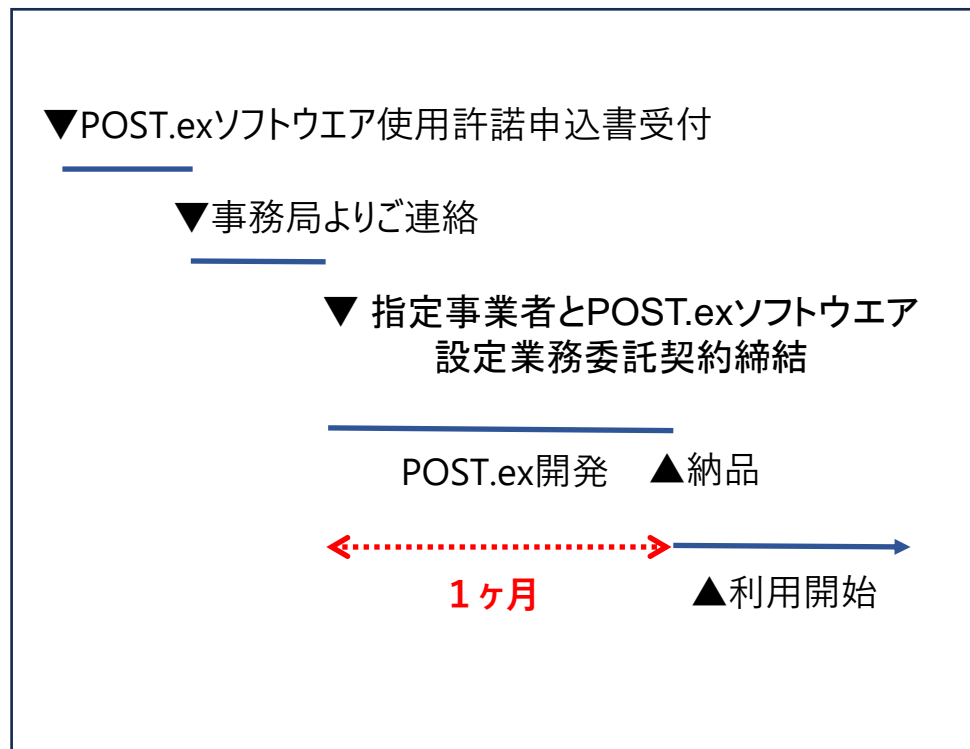 ▼POST.exソフトウエア使用許諾申込書受付
▼事務局よりご連絡
▼ 指定事業者とPOST.exソフトウエア
設定業務委託契約締結
POST.ex開発 ▲納品
1ヶ月 ▲利用開始